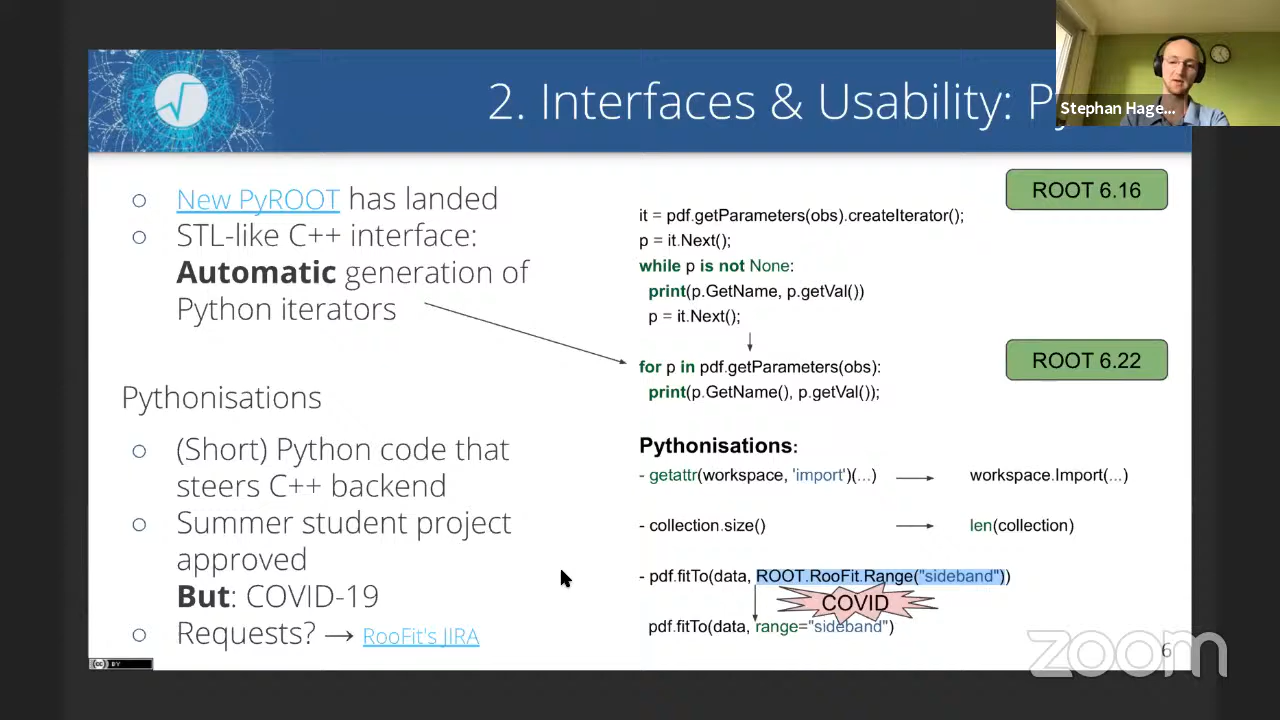 2. Interfaces & Usability: P
Stephan Hage...
○ New PyROOT has landed
○ STL-like C++ interface:
Automatic generation of
Python iterators
Pythonisations
○ (Short) Python code that
steers C++ backend
○ Summer student project
approved
But: COVID-19
○ Requests? → RooFit's JIRA
ROOT 6.16
it = pdf.getParameters(obs).createIterator();
p = it.Next();
while p is not None:
print(p.GetName, p.getVal())
p = it.Next();
ROOT 6.22
for p in pdf.getParameters(obs):
print(p.GetName(), p.getVal());
Pythonisations:
- getattr(workspace, 'import')(...) workspace.Import(...)
- collection.size() len(collection)
- pdf.fitTo(data, ROOT.RooFit.Range("sideband"))
COVID
pdf.fitTo(data, range="sideband")
6
zoom
CC BY